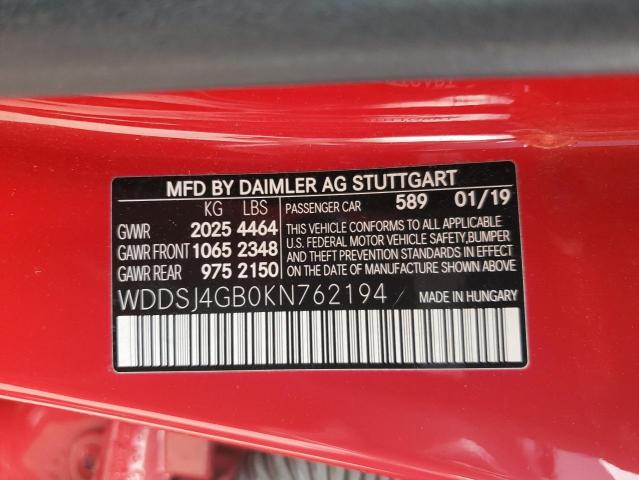 MFD BY DAIMLER AG STUTTGART
KG LBS
GVWR 2025 4464
GAWR FRONT 1065 2348
GAWR REAR 975 2150
PASSENGER CAR 589 01/19
THIS VEHICLE CONFORMS TO ALL APPLICABLE
U.S. FEDERAL MOTOR VEHICLE SAFETY, BUMPER
AND THEFT PREVENTION STANDARDS IN
EFFECT ON THE DATE OF MANUFACTURE SHOWN ABOVE.
WDDSJ4GB0KN762194 MADE IN HUNGARY